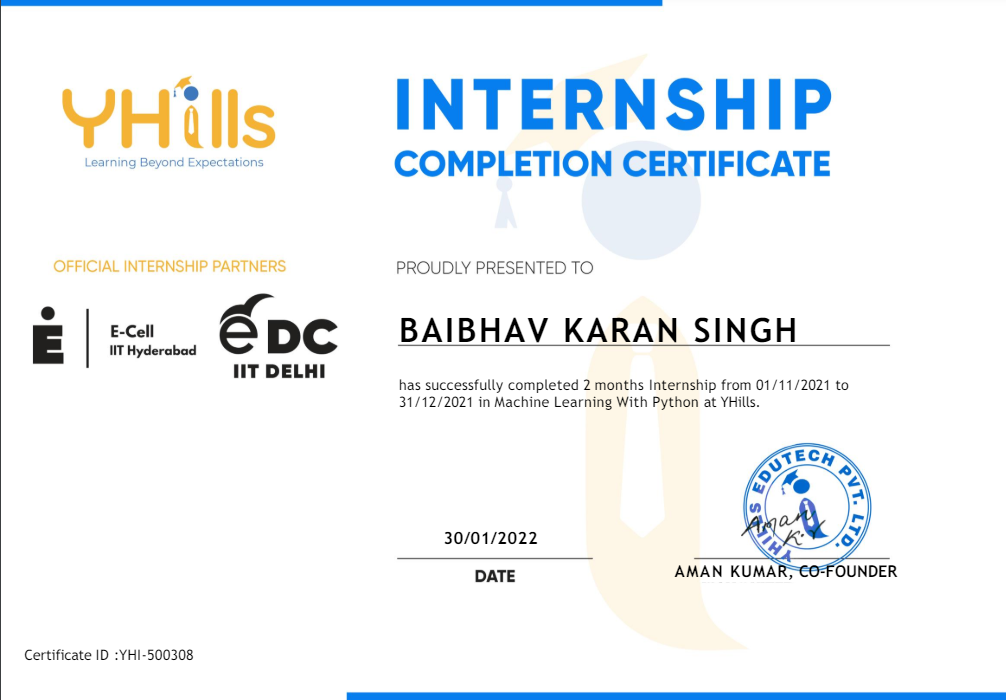 YHills
Learning Beyond Expectations
INTERNSHIP
COMPLETION CERTIFICATE
OFFICIAL INTERNSHIP PARTNERS
E-Cell
IIT Hyderabad
eDC
IIT DELHI
PROUDLY PRESENTED TO
BAIBHAV KARAN SINGH
has successfully completed 2 months Internship from 01/11/2021 to
31/12/2021 in Machine Learning With Python at YHills.
YHILLS EDUTECH PVT. LTD.
Aman
K.Y
30/01/2022
DATE
AMAN KUMAR, CO-FOUNDER
Certificate ID :YHI-500308